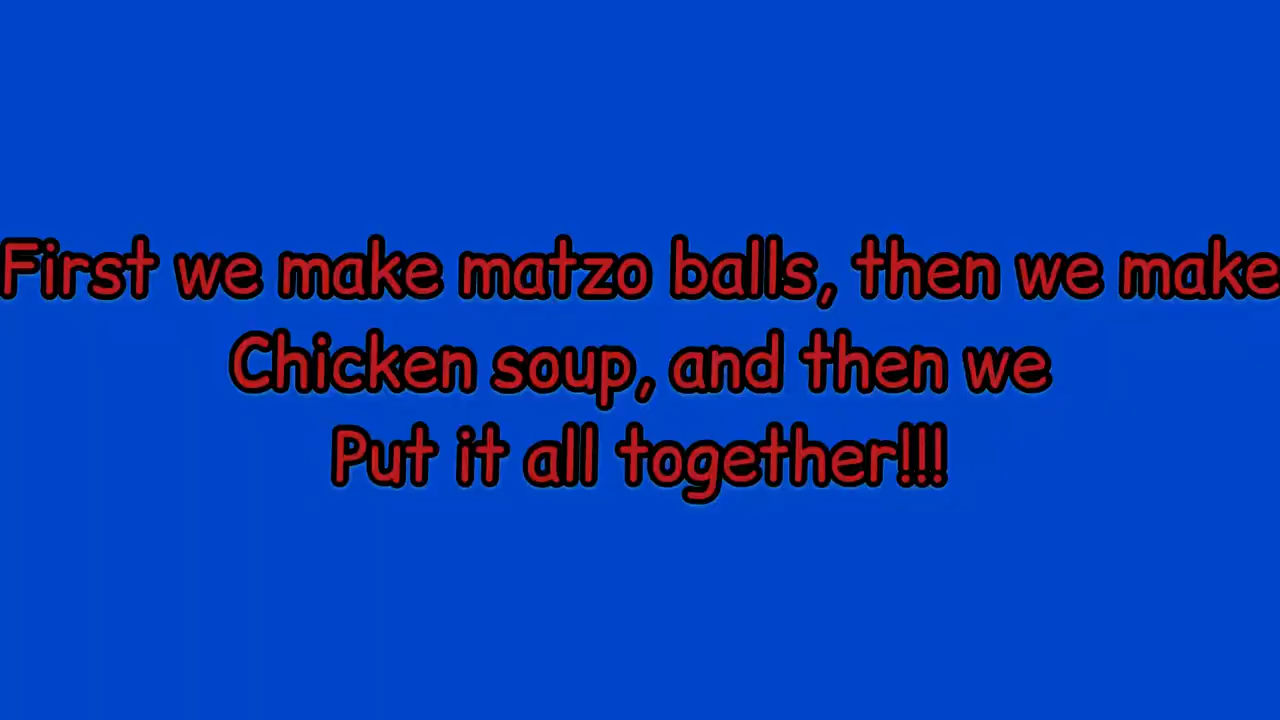 First we make matzo balls, then we make
Chicken soup, and then we
Put it all together!!!